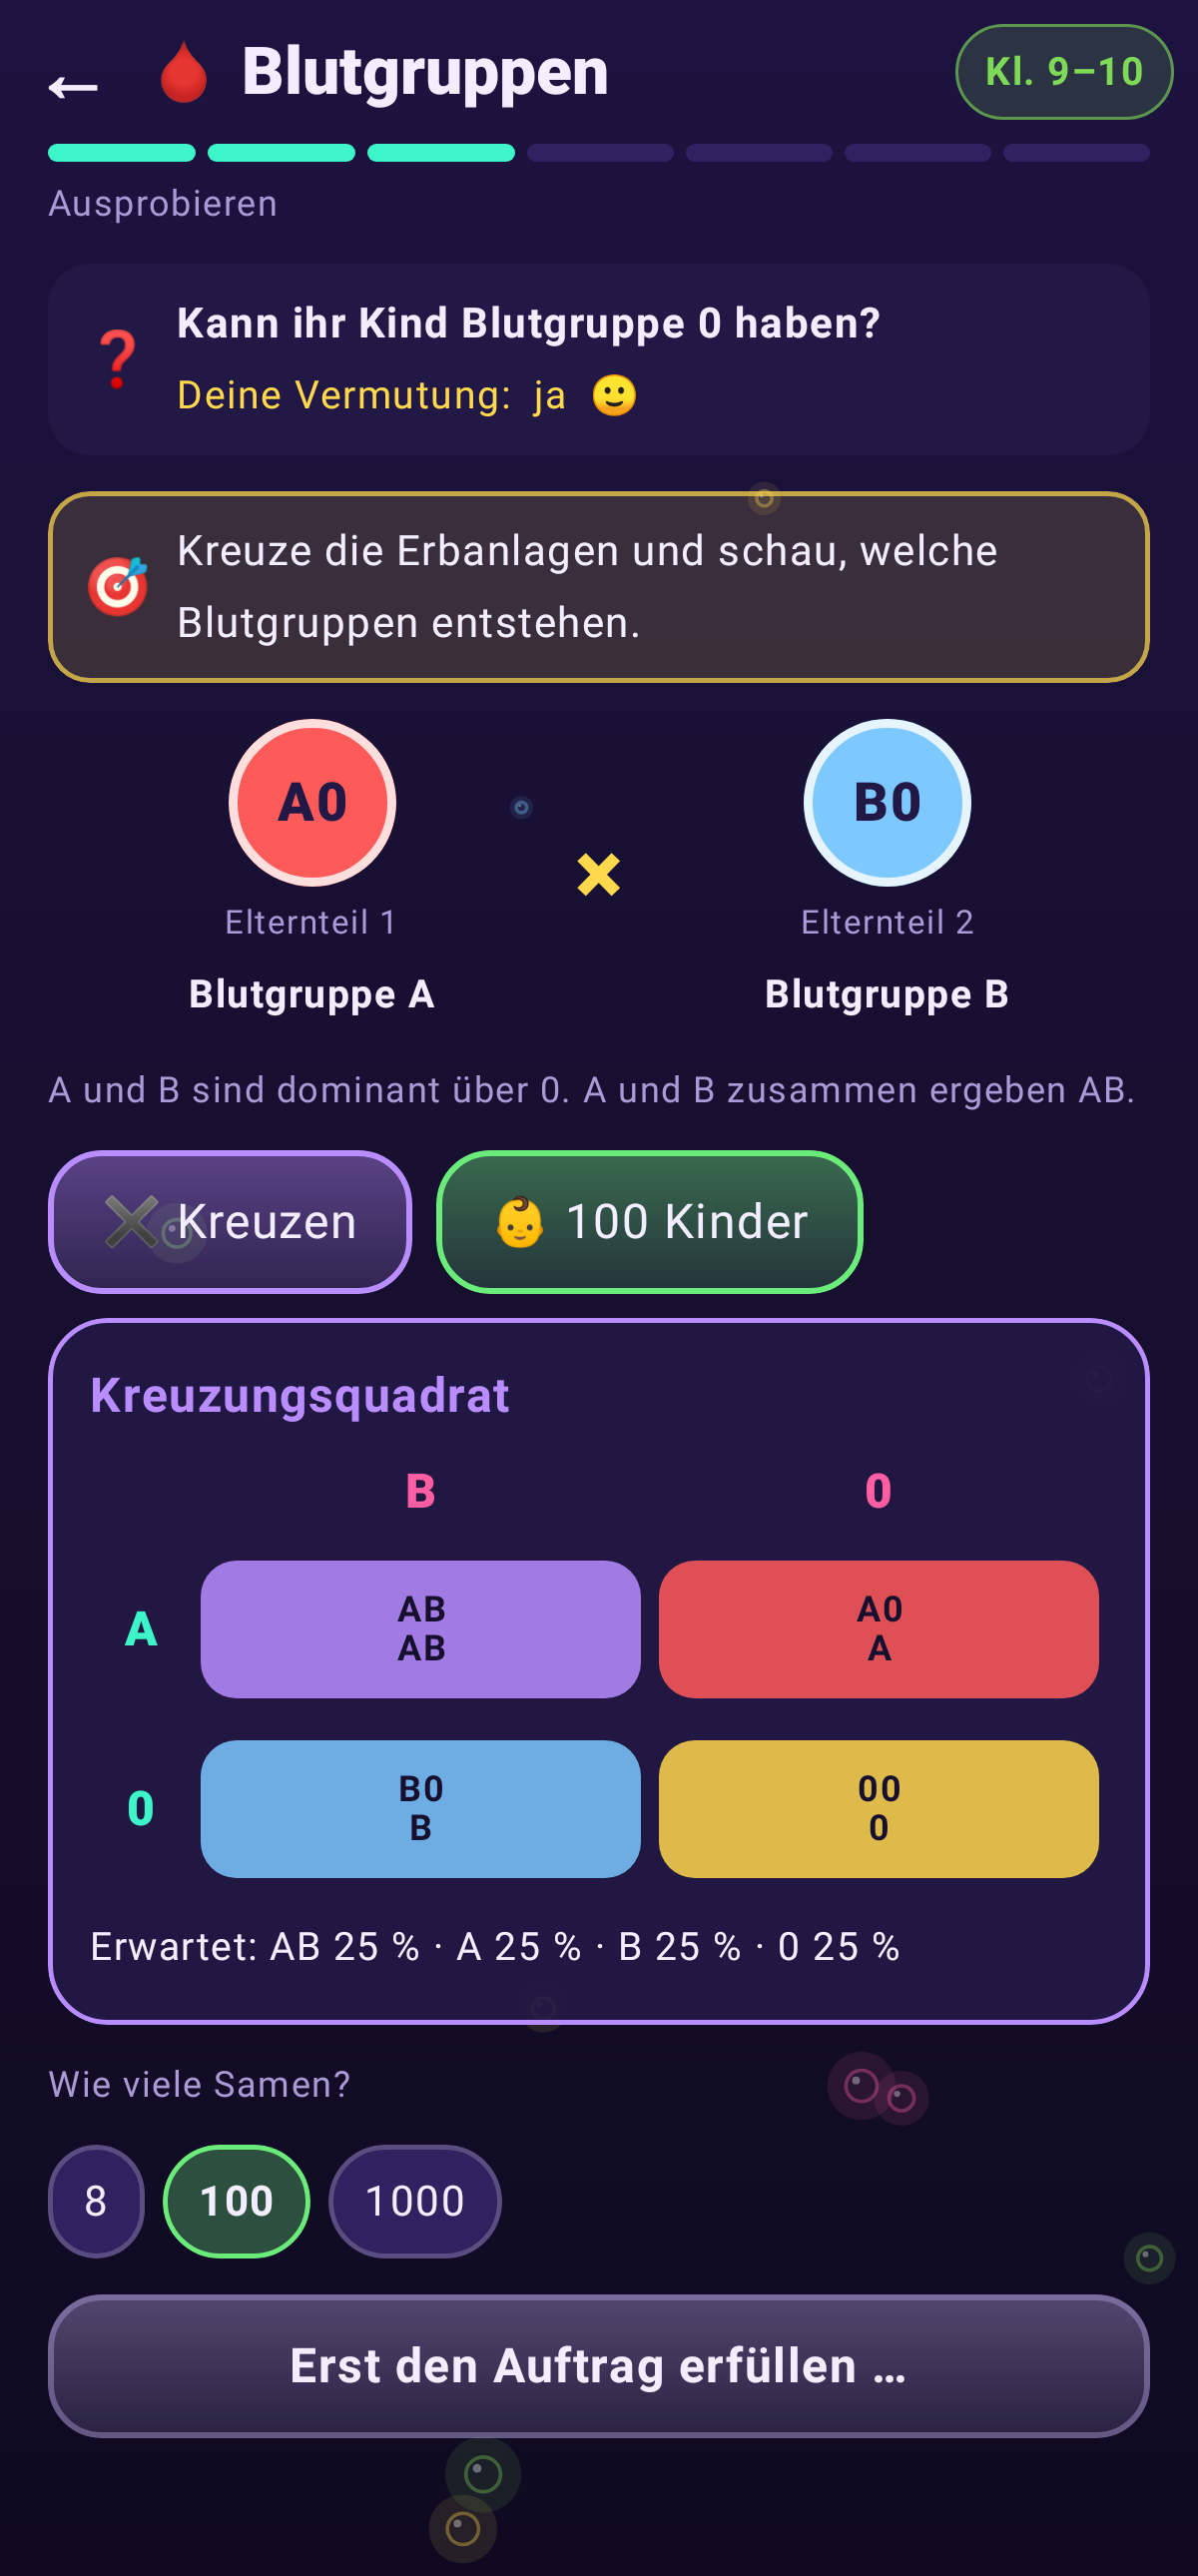 ← Blutgruppen Kl. 9–10
Ausprobieren
❓ Kann ihr Kind Blutgruppe 0 haben?
Deine Vermutung: ja 🙂
Kreuze die Erbanlagen und schau, welche
Blutgruppen entstehen.
A0 B0
Elternteil 1 Elternteil 2
Blutgruppe A Blutgruppe B
A und B sind dominant über 0. A und B zusammen ergeben AB.
Kreuzen 100 Kinder
Kreuzungsquadrat
B 0
A
AB
AB
A0
A
0
B0
B
00
0
Erwartet: AB 25 % · A 25 % · B 25 % · 0 25 %
Wie viele Samen?
8 100 1000
Erst den Auftrag erfüllen …